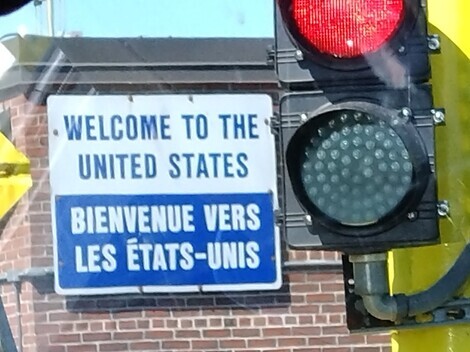 WELCOME TO THE
UNITED STATES
BIENVENUE VERS
LES ÉTATS-UNIS